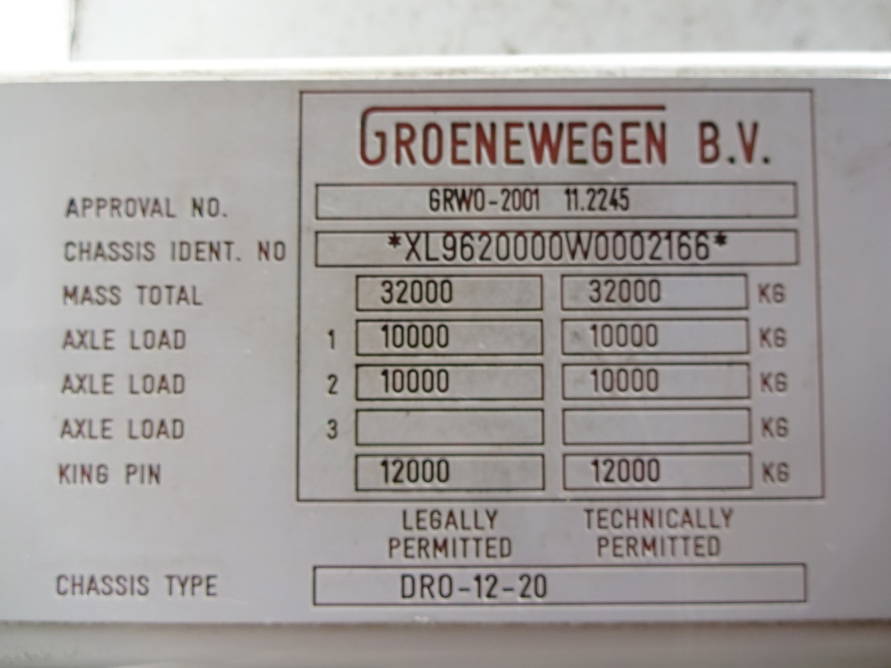 GROENEWEGEN B.V.
APPROVAL NO. GRWO-2001 11.2245
CHASSIS IDENT. NO *XL9620000W0002166*
MASS TOTAL 32000 32000 KG
AXLE LOAD 1 10000 10000 KG
AXLE LOAD 2 10000 10000 KG
AXLE LOAD 3 KG
KING PIN 12000 12000 KG
LEGALLY PERMITTED TECHNICALLY PERMITTED
CHASSIS TYPE DRO-12-20